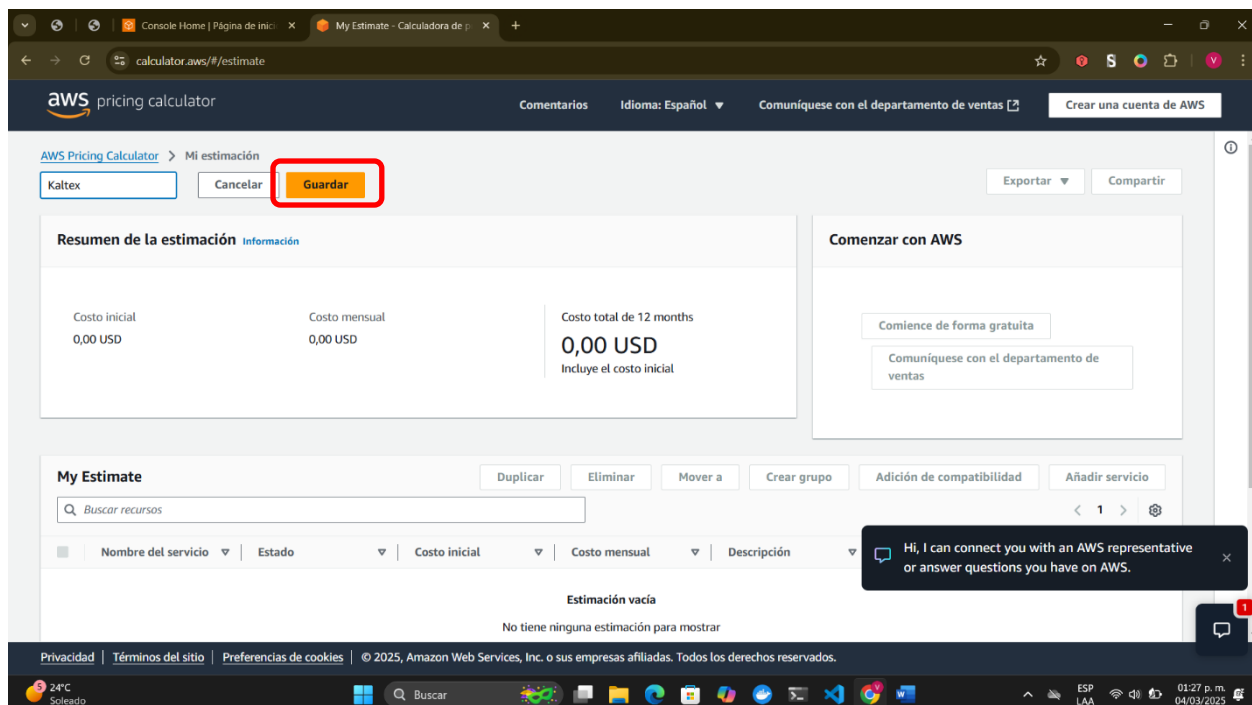 Console Home | Página de inici
My Estimate - Calculadora de p
calculator.aws/#/estimate
aws pricing calculator
Comentarios
Idioma: Español
Comuníquese con el departamento de ventas
Crear una cuenta de AWS
AWS Pricing Calculator > Mi estimación
Kaltex
Cancelar
Guardar
Exportar
Compartir
Resumen de la estimación Información
Comenzar con AWS
Costo inicial
0,00 USD
Costo mensual
0,00 USD
Costo total de 12 months
0,00 USD
Incluye el costo inicial
Comience de forma gratuita
Comuníquese con el departamento de
ventas
My Estimate
Duplicar
Eliminar
Mover a
Crear grupo
Adición de compatibilidad
Añadir servicio
Buscar recursos
1
Nombre del servicio
Estado
Costo inicial
Costo mensual
Descripción
Hi, I can connect you with an AWS representative
or answer questions you have on AWS.
Estimación vacía
No tiene ninguna estimación para mostrar
1
Privacidad | Términos del sitio | Preferencias de cookies | © 2025, Amazon Web Services, Inc. o sus empresas afiliadas. Todos los derechos reservados.
5
24°C
Soleado
Buscar
ESP
LAA
01:27 p. m.
04/03/2025